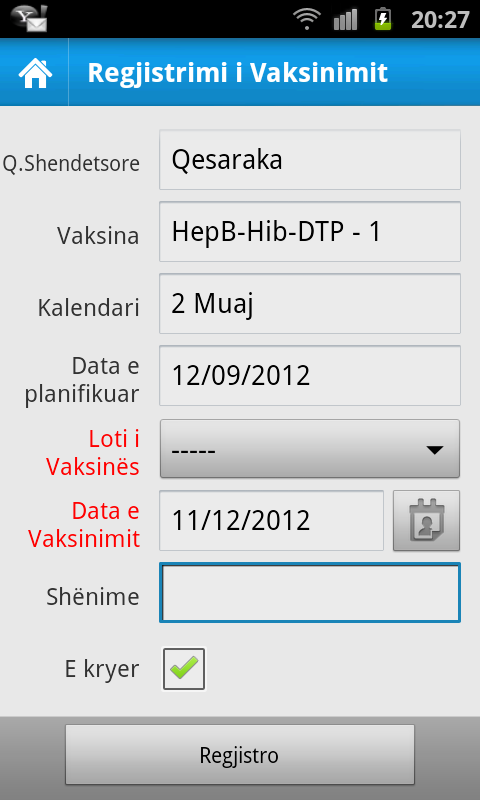 20:27
Regjistrimi i Vaksinimit
Q.Shendetsore
Qesaraka
Vaksina
HepB-Hib-DTP - 1
Kalendari
2 Muaj
Data e
planifikuar
12/09/2012
Loti i
Vaksinës
-----
Data e
Vaksinimit
11/12/2012
Shënime
E kryer
Regjistro